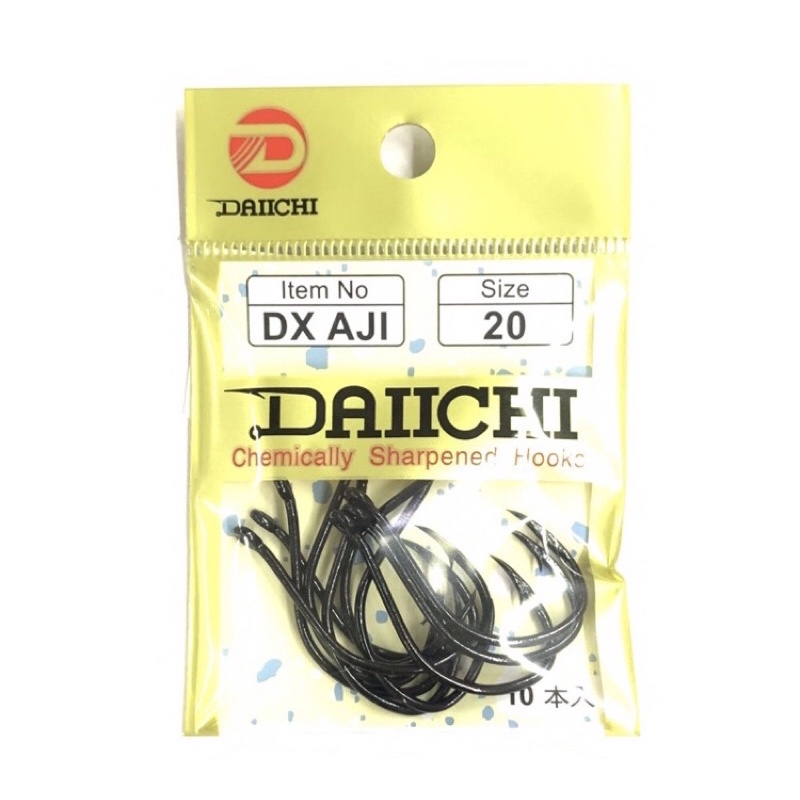 DAIICHI
Item No
DX AJI
Size
20
DAIICHI
Chemically Sharpened Hooks
10 本入